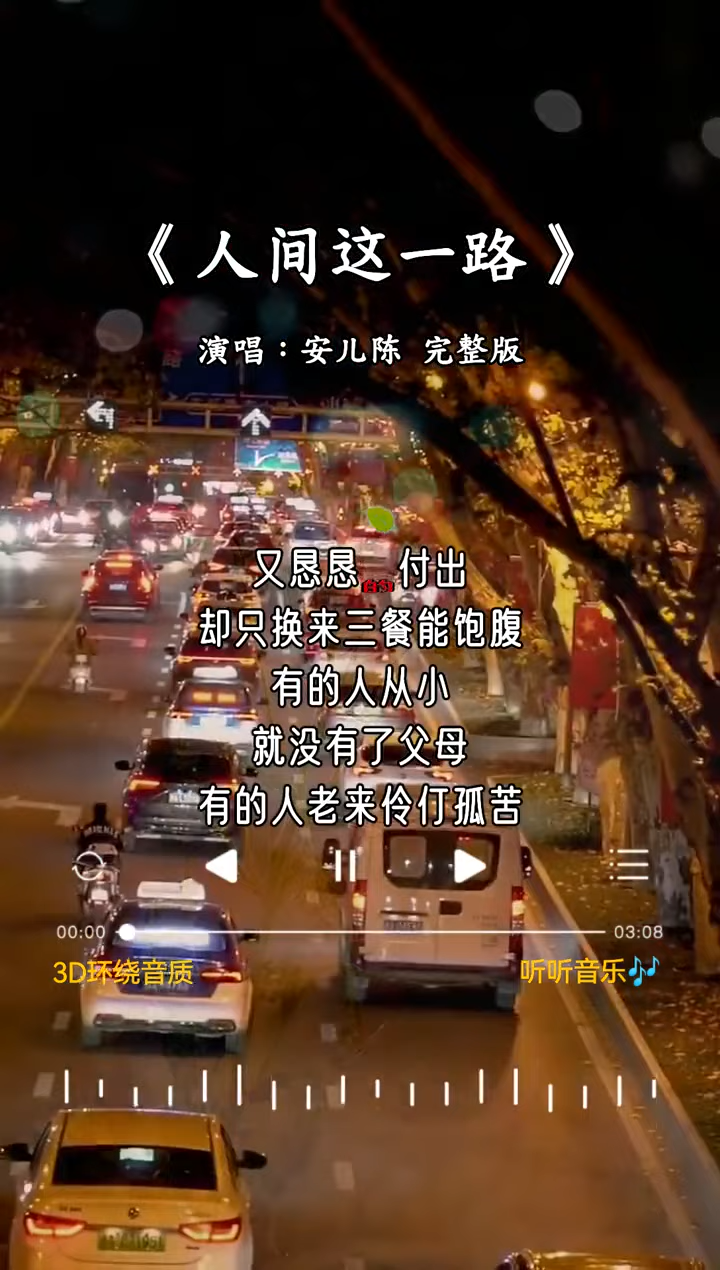 《人间这一路》
演唱：安儿陈 完整版
又恳恳的付出
却只换来三餐能饱腹
有的人从小
就没有了父母
有的人老来伶仃孤苦
00:00 03:08
3D环绕音质 听听音乐🎶